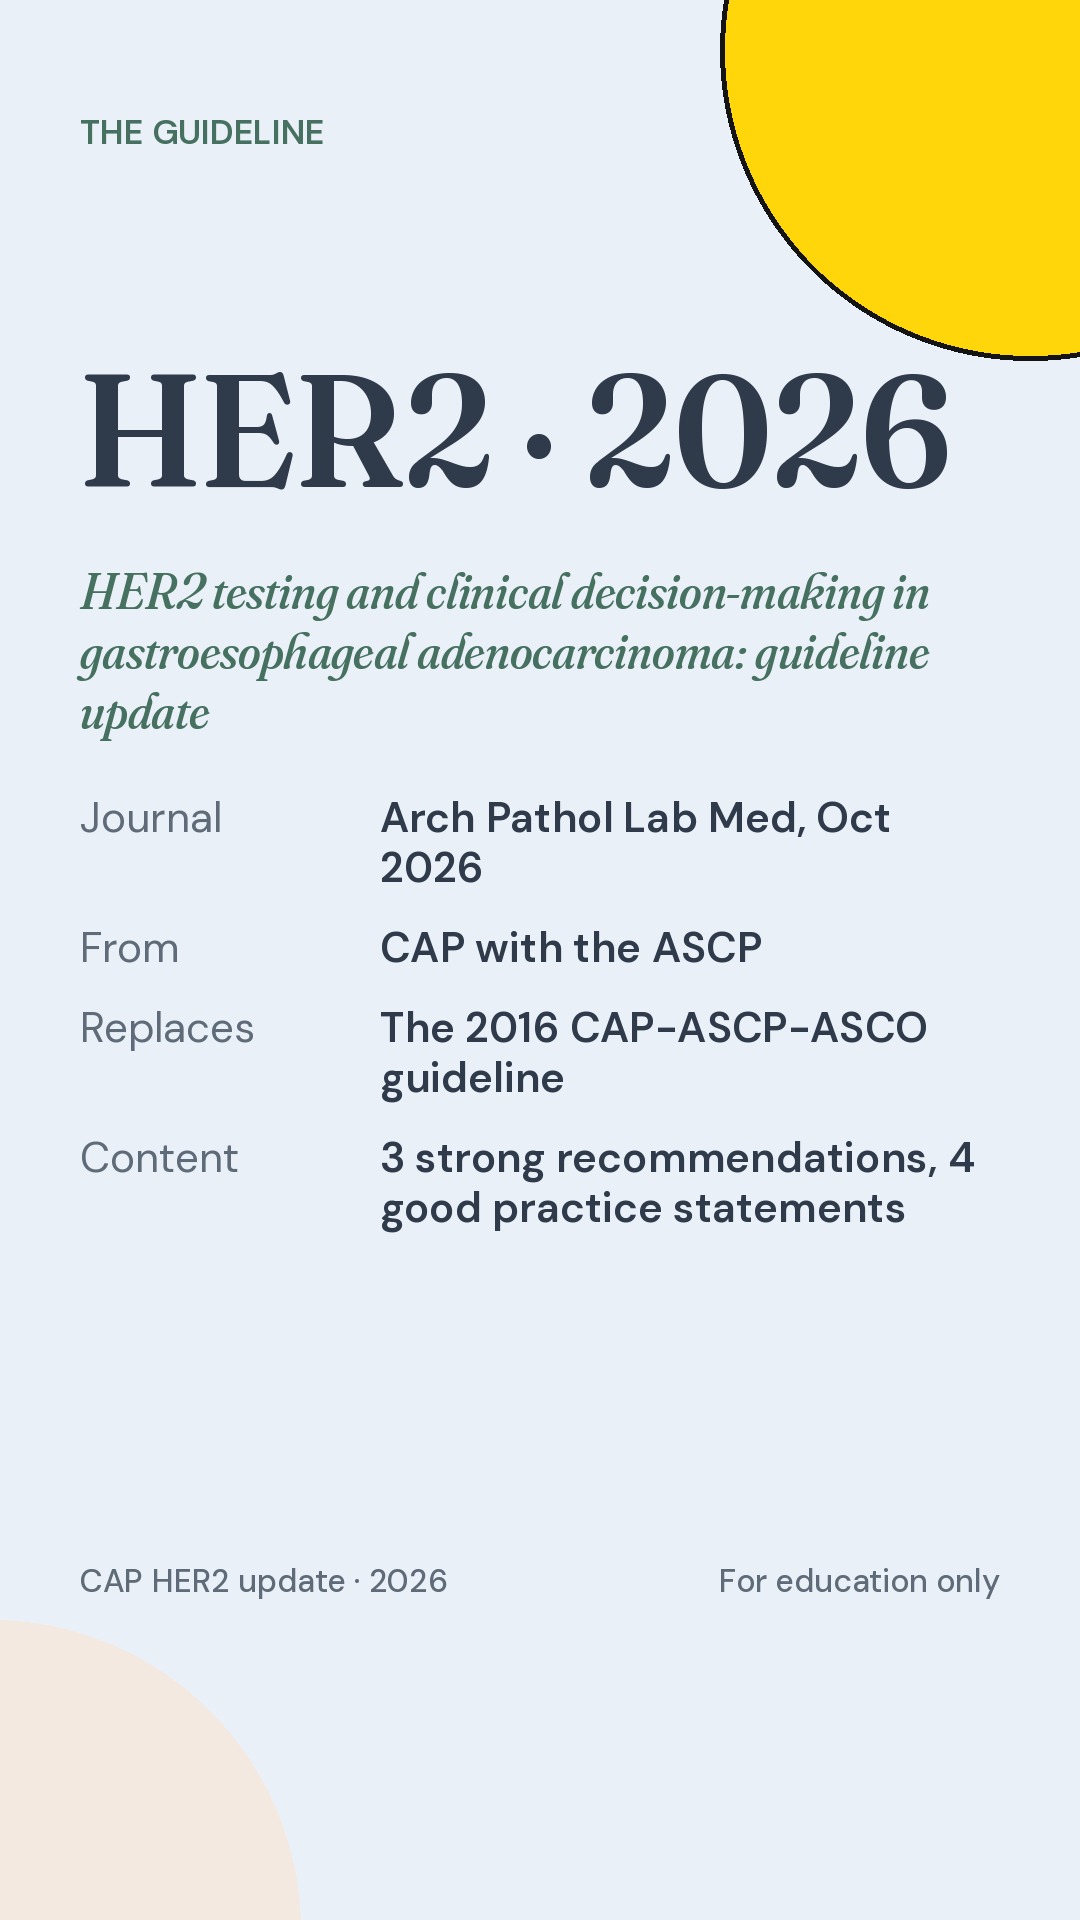 THE GUIDELINE
HER2 · 2026
HER2 testing and clinical decision-making in
gastroesophageal adenocarcinoma: guideline
update
Journal
Arch Pathol Lab Med, Oct
2026
From
CAP with the ASCP
Replaces
The 2016 CAP-ASCP-ASCO
guideline
Content
3 strong recommendations, 4
good practice statements
CAP HER2 update · 2026
For education only